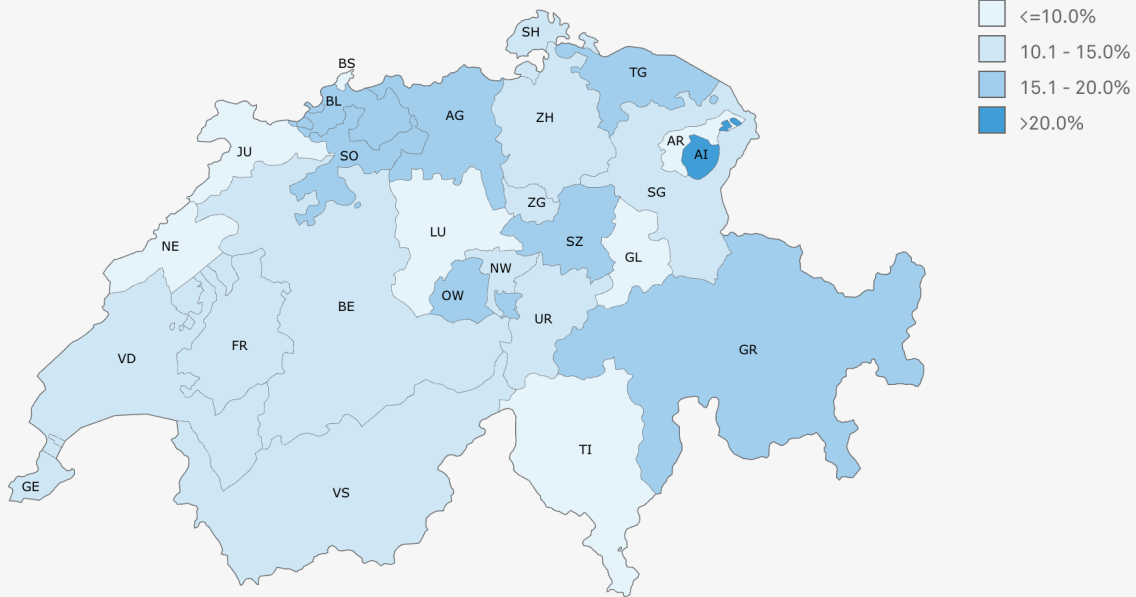 <=10.0%
10.1 - 15.0%
15.1 - 20.0%
>20.0%
SH
BS
TG
BL
AG
ZH
AR
AI
JU
SO
SG
ZG
LU
SZ
NE
GL
NW
OW
BE
UR
FR
VD
GR
TI
GE
VS